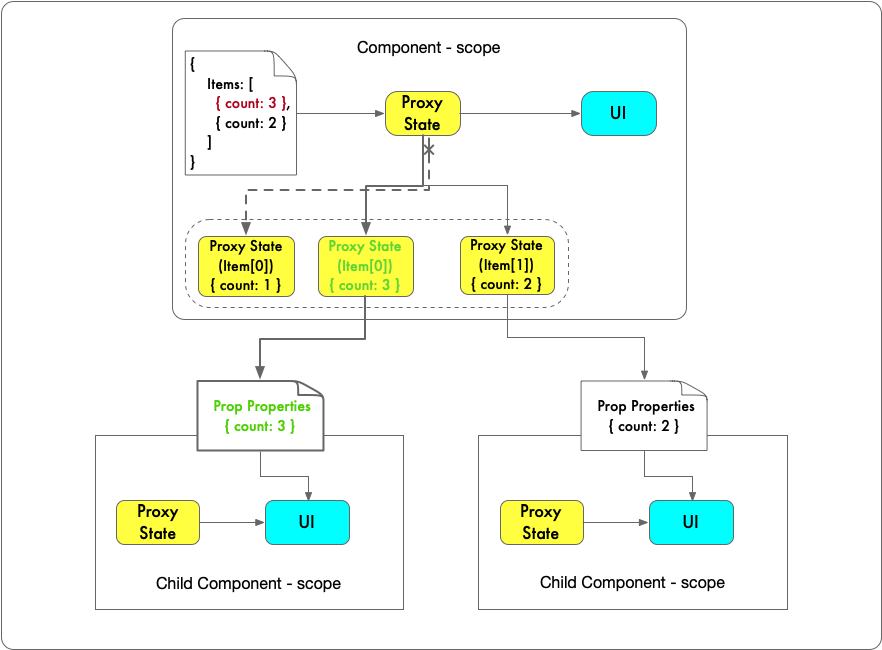 Component - scope
{
Items: [
{ count: 3 },
{ count: 2 }
]
}
Proxy
State
UI
Proxy State
(Item[0])
{ count: 1 }
Proxy State
(Item[0])
{ count: 3 }
Proxy State
(Item[1])
{ count: 2 }
Prop Properties
{ count: 3 }
Proxy
State
UI
Child Component - scope
Prop Properties
{ count: 2 }
Proxy
State
UI
Child Component - scope